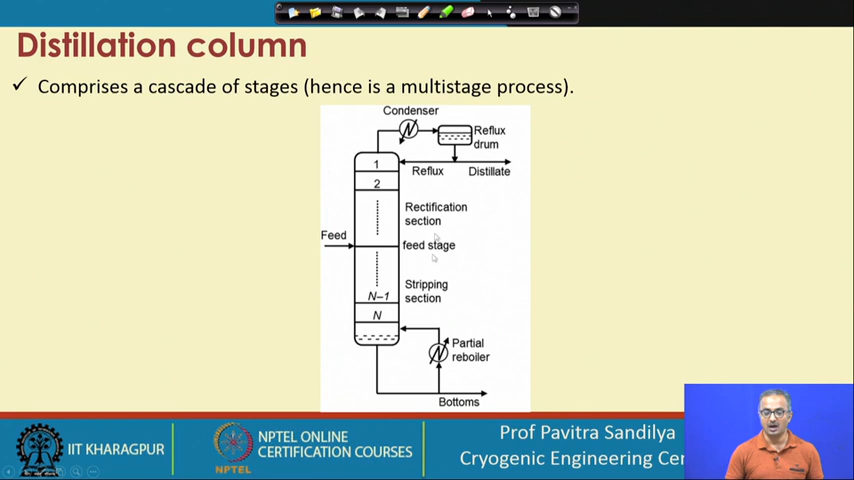 Distillation column
✓ Comprises a cascade of stages (hence is a multistage process).
Condenser
Reflux
drum
1
Reflux
Distillate
2
Rectification
section
Feed
feed stage
Stripping
section
N–1
N
Partial
reboiler
Bottoms
IIT KHARAGPUR
NPTEL
NPTEL ONLINE
CERTIFICATION COURSES
Prof Pavitra Sandilya
Cryogenic Engineering Cen